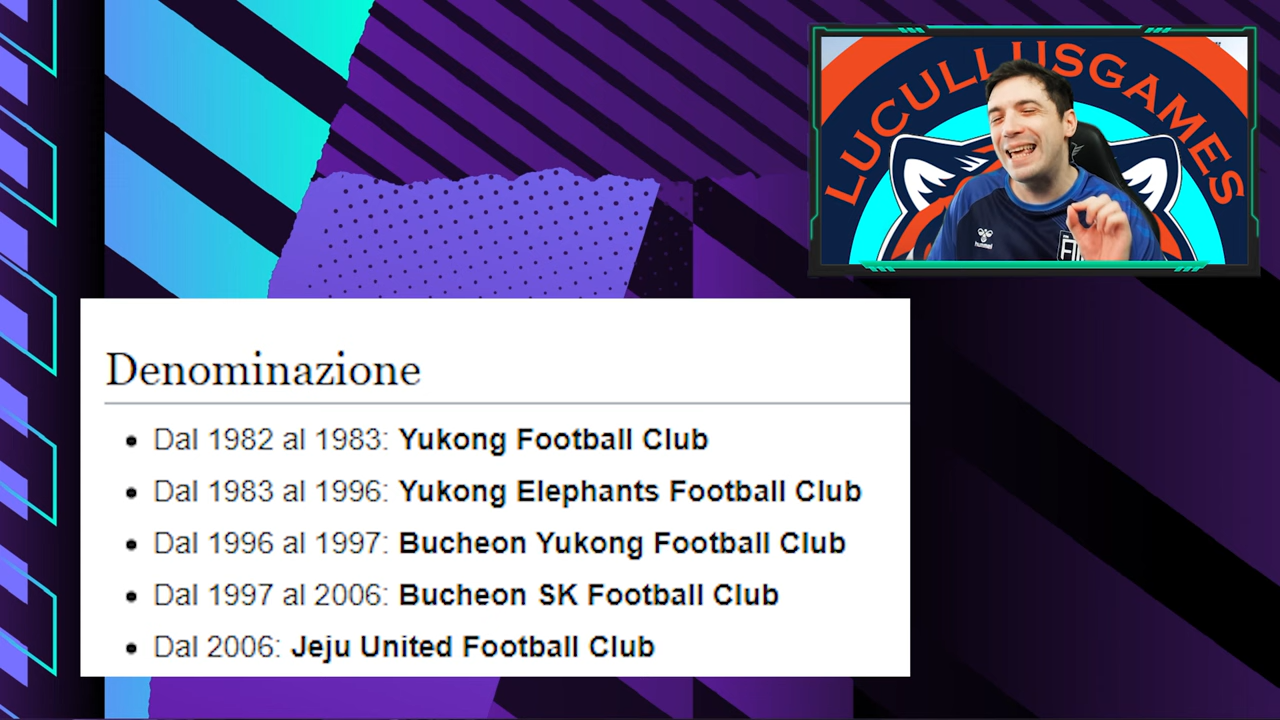 LUCULLUSGAMES
hummel
Denominazione
Dal 1982 al 1983: Yukong Football Club
Dal 1983 al 1996: Yukong Elephants Football Club
Dal 1996 al 1997: Bucheon Yukong Football Club
Dal 1997 al 2006: Bucheon SK Football Club
Dal 2006: Jeju United Football Club